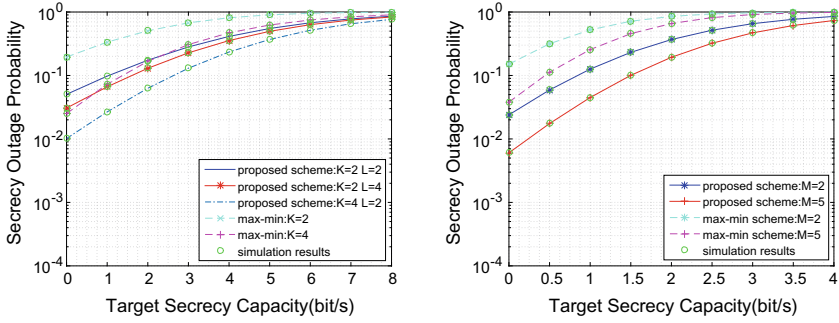 Secrecy Outage Probability
10^0
10^-1
10^-2
10^-3
10^-4
proposed scheme:K=2 L=2
proposed scheme:K=2 L=4
proposed scheme:K=4 L=2
max-min:K=2
max-min:K=4
simulation results
0 1 2 3 4 5 6 7 8
Target Secrecy Capacity(bit/s)
Secrecy Outage Probability
10^0
10^-1
10^-2
10^-3
10^-4
proposed scheme:M=2
proposed scheme:M=5
max-min scheme:M=2
max-min scheme:M=5
simulation results
0 0.5 1 1.5 2 2.5 3 3.5 4
Target Secrecy Capacity(bit/s)